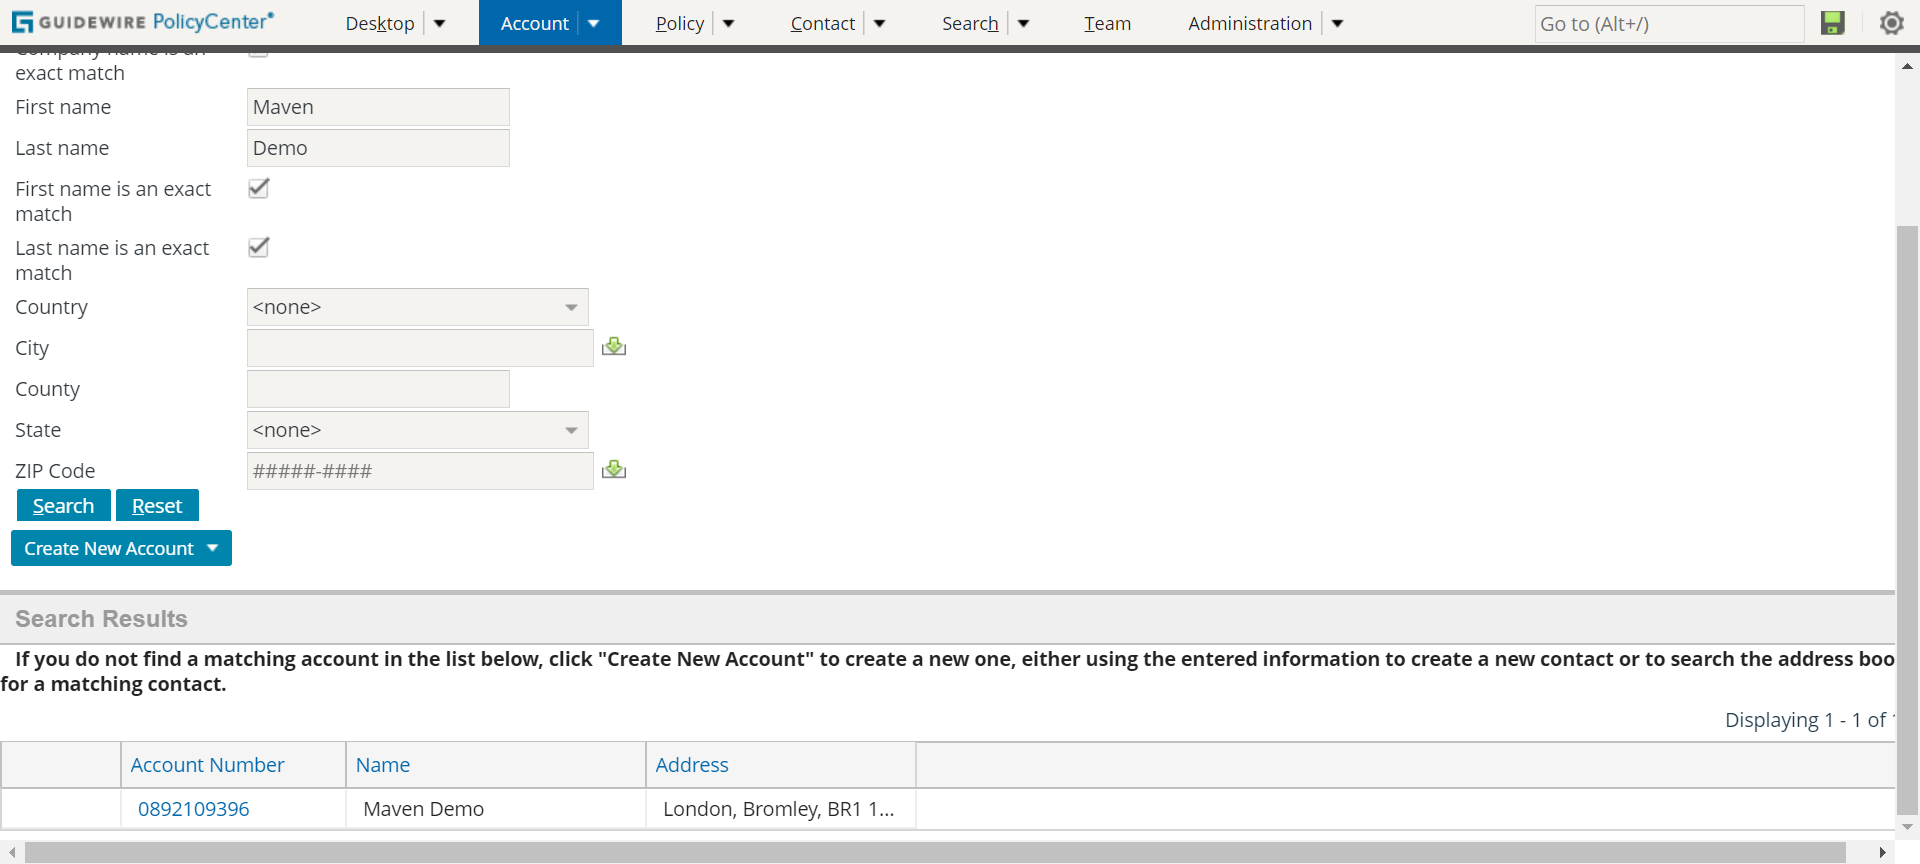 GUIDEWIRE PolicyCenter® Desktop Account Policy Contact Search Team Administration Go to (Alt+/)
Company name is an
exact match
First name Maven
Last name Demo
First name is an exact
match
Last name is an exact
match
Country <none>
City
County
State <none>
ZIP Code #####-####
Search Reset
Create New Account
Search Results
If you do not find a matching account in the list below, click "Create New Account" to create a new one, either using the entered information to create a new contact or to search the address boo
for a matching contact.
Displaying 1 - 1 of
Account Number Name Address
0892109396 Maven Demo London, Bromley, BR1 1...